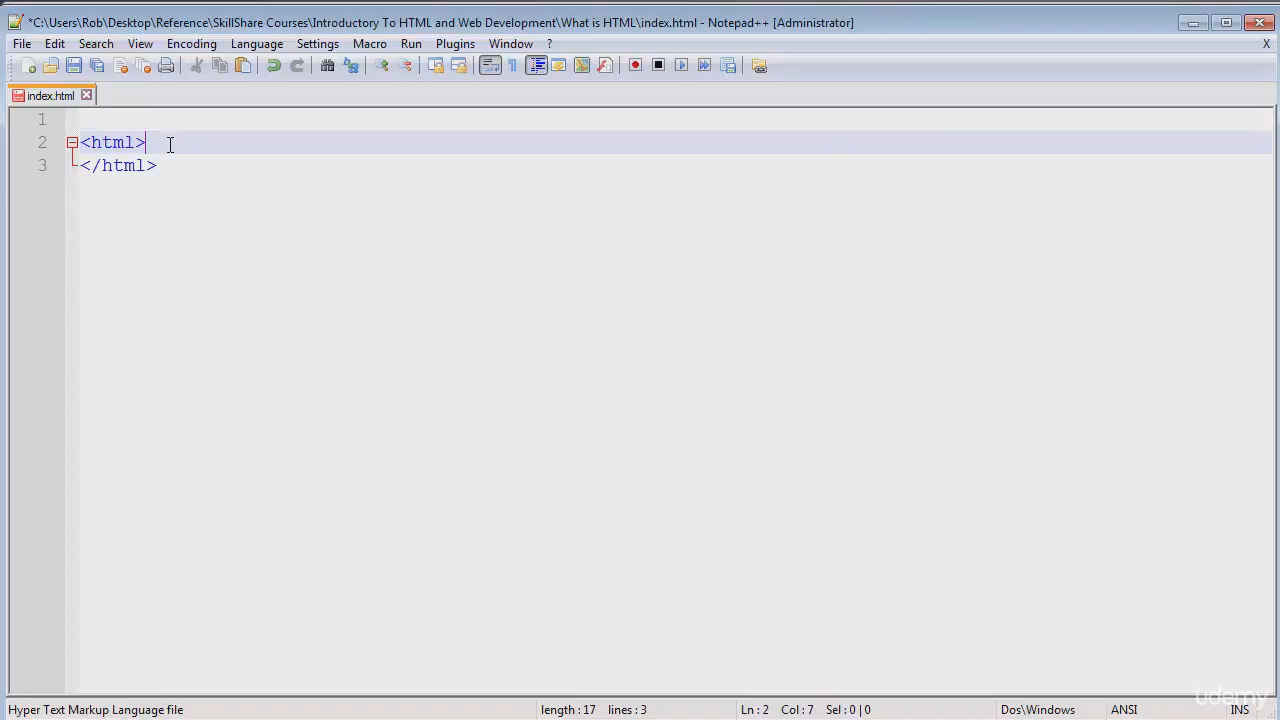 *C:\Users\Rob\Desktop\Reference\SkillShare Courses\Introductory To HTML and Web Development\What is HTML\index.html - Notepad++ [Administrator]
File Edit Search View Encoding Language Settings Macro Run Plugins Window ? X
index.html
1
2 <html>
3 </html>
Hyper Text Markup Language file length : 17 lines : 3 Ln : 2 Col : 7 Sel : 0 | 0 Dos\Windows ANSI INS
udemy